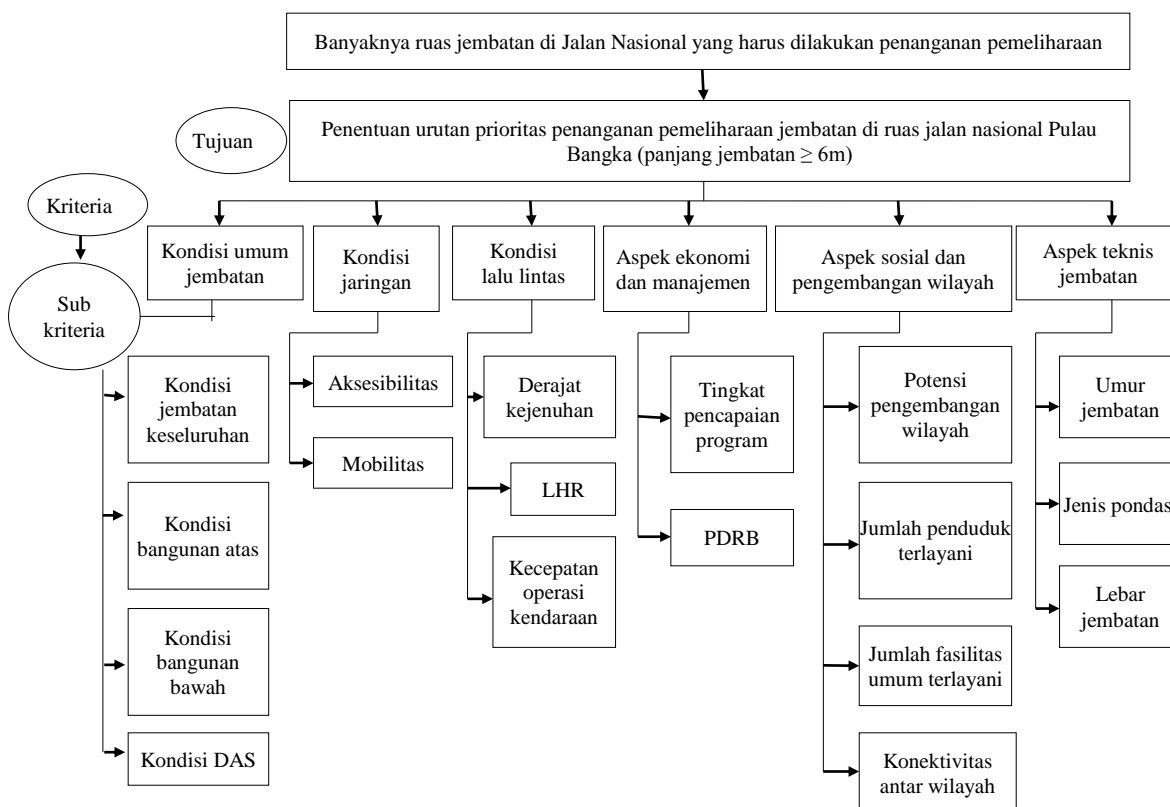 Banyaknya ruas jembatan di Jalan Nasional yang harus dilakukan penanganan pemeliharaan
Tujuan
Penentuan urutan prioritas penanganan pemeliharaan jembatan di ruas jalan nasional Pulau
Bangka (panjang jembatan ≥ 6m)
Kriteria
Sub
kriteria
Kondisi umum
jembatan
Kondisi
jaringan
Kondisi
lalu lintas
Aspek ekonomi
dan manajemen
Aspek sosial dan
pengembangan wilayah
Aspek teknis
jembatan
Kondisi
jembatan
keseluruhan
Kondisi
bangunan atas
Kondisi
bangunan
bawah
Kondisi DAS
Aksesibilitas
Mobilitas
Derajat
kejenuhan
LHR
Kecepatan
operasi
kendaraan
Tingkat
pencapaian
program
PDRB
Potensi
pengembangan
wilayah
Jumlah penduduk
terlayani
Jumlah fasilitas
umum terlayani
Konektivitas
antar wilayah
Umur
jembatan
Jenis pondas
Lebar
jembatan